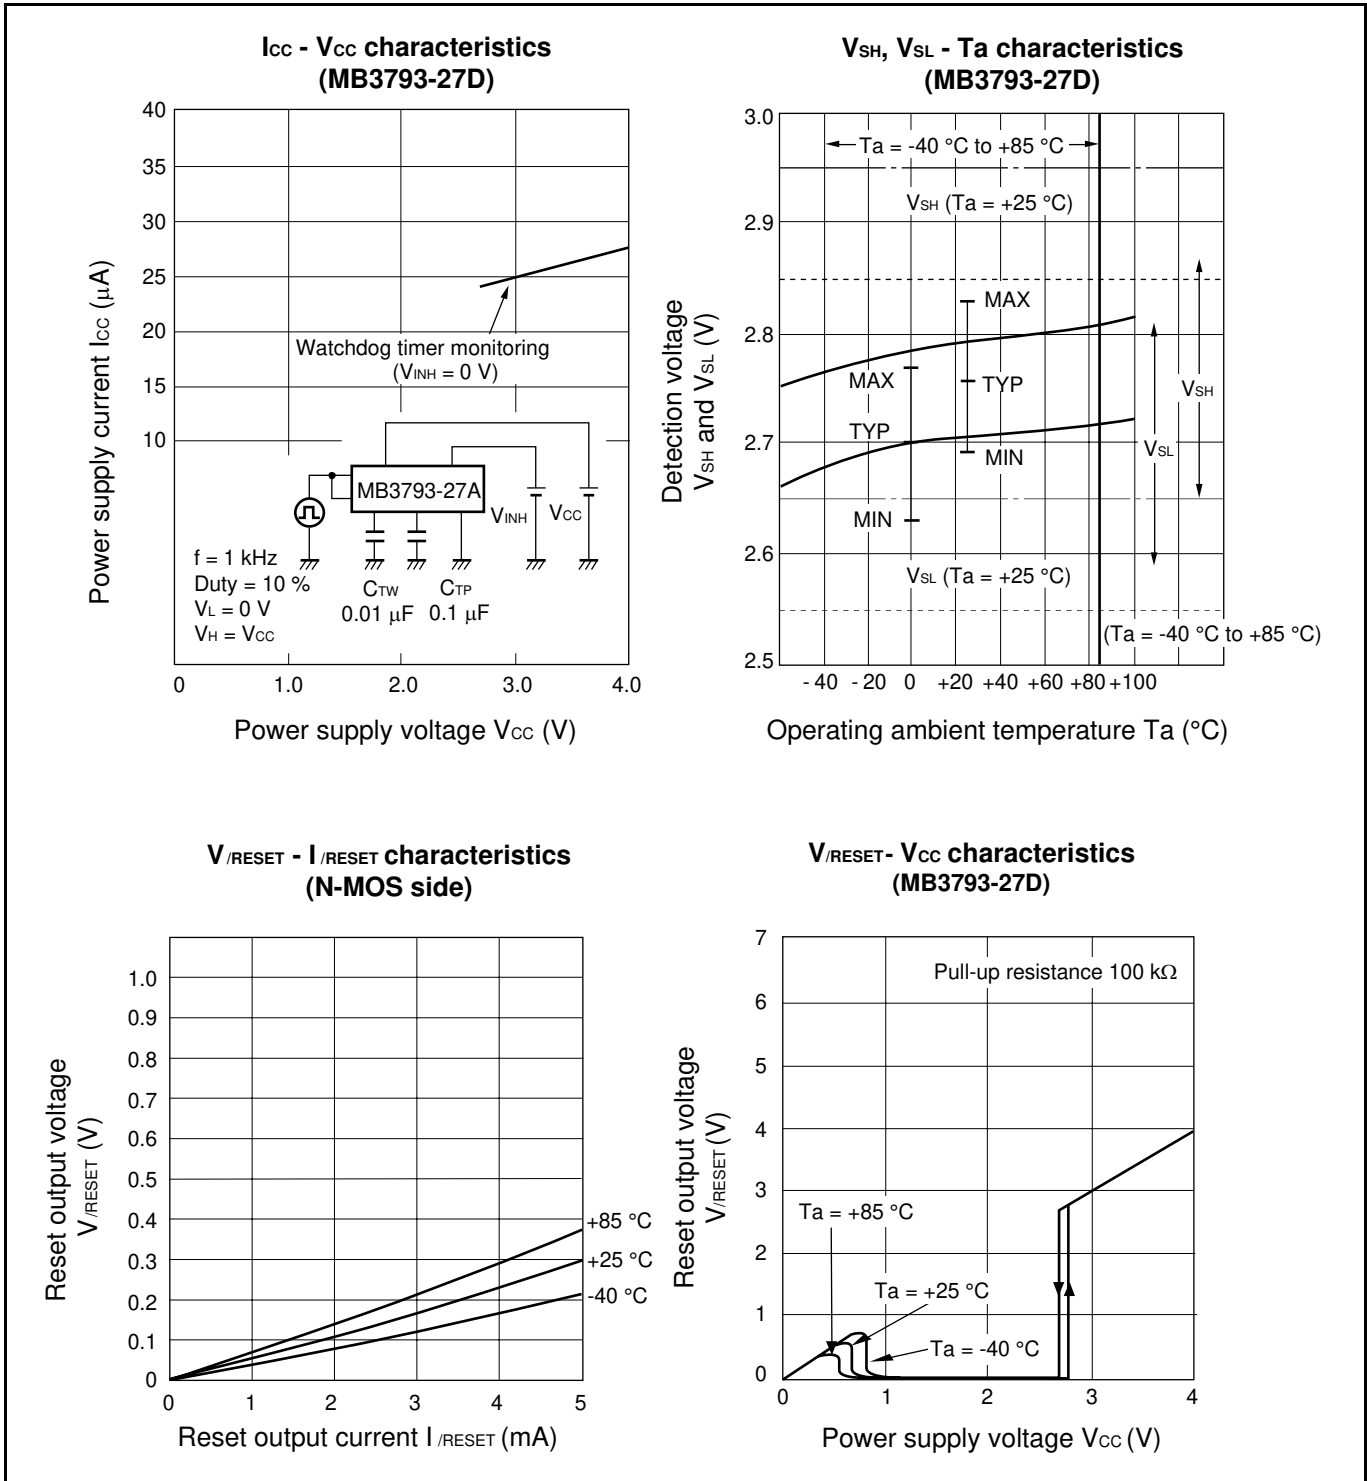 ICC - VCC characteristics
(MB3793-27D)
40
35
30
25
20
15
10
Power supply current ICC (μA)
Watchdog timer monitoring
(VINH = 0 V)
MB3793-27A
VINH
VCC
f = 1 kHz
Duty = 10 %
VL = 0 V
VH = VCC
CTW
0.01 μF
CTP
0.1 μF
0 1.0 2.0 3.0 4.0
Power supply voltage VCC (V)
VSH, VSL - Ta characteristics
(MB3793-27D)
3.0
2.9
2.8
2.7
2.6
2.5
Detection voltage
VSH and VSL (V)
Ta = -40 °C to +85 °C
VSH (Ta = +25 °C)
MAX
TYP
MIN
MAX
TYP
MIN
VSH
VSL
VSL (Ta = +25 °C)
(Ta = -40 °C to +85 °C)
- 40 - 20 0 +20 +40 +60 +80 +100
Operating ambient temperature Ta (°C)
V/RESET - I /RESET characteristics
(N-MOS side)
1.0
0.9
0.8
0.7
0.6
0.5
0.4
0.3
0.2
0.1
0
Reset output voltage
V/RESET (V)
+85 °C
+25 °C
-40 °C
0 1 2 3 4 5
Reset output current I /RESET (mA)
V/RESET- VCC characteristics
(MB3793-27D)
7
6
5
4
3
2
1
0
Reset output voltage
V/RESET (V)
Pull-up resistance 100 kΩ
Ta = +85 °C
Ta = +25 °C
Ta = -40 °C
0 1 2 3 4
Power supply voltage VCC (V)